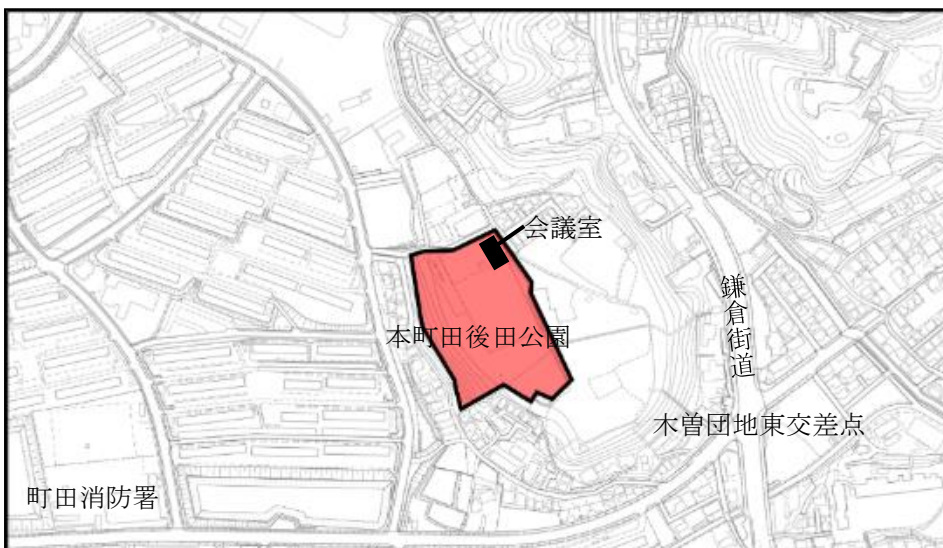 会議室
本町田後田公園
鎌倉街道
木曽団地東交差点
町田消防署